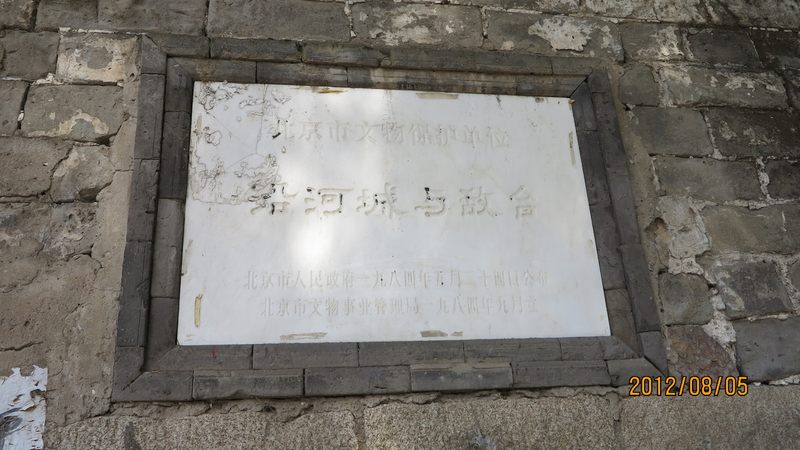 北京市文物保护单位
沿河城与敌台
北京市人民政府一九八四年五月二十四日公布
北京市文物事业管理局一九八四年九月立
2012/08/05